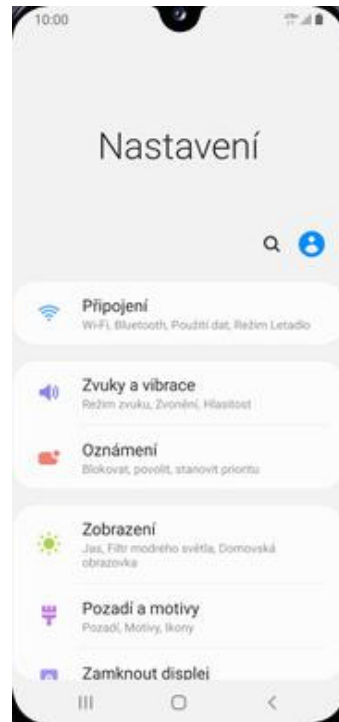 10:00
Nastavení
Připojení
Wi-Fi, Bluetooth, Použití dat, Režim Letadlo
Zvuky a vibrace
Režim zvuku, Zvonění, Hlasitost
Oznámení
Blokovat, povolit, stanovit prioritu
Zobrazení
Jas, Filtr modrého světla, Domovská
obrazovka
Pozadí a motivy
Pozadí, Motivy, Ikony
Zamknout displej